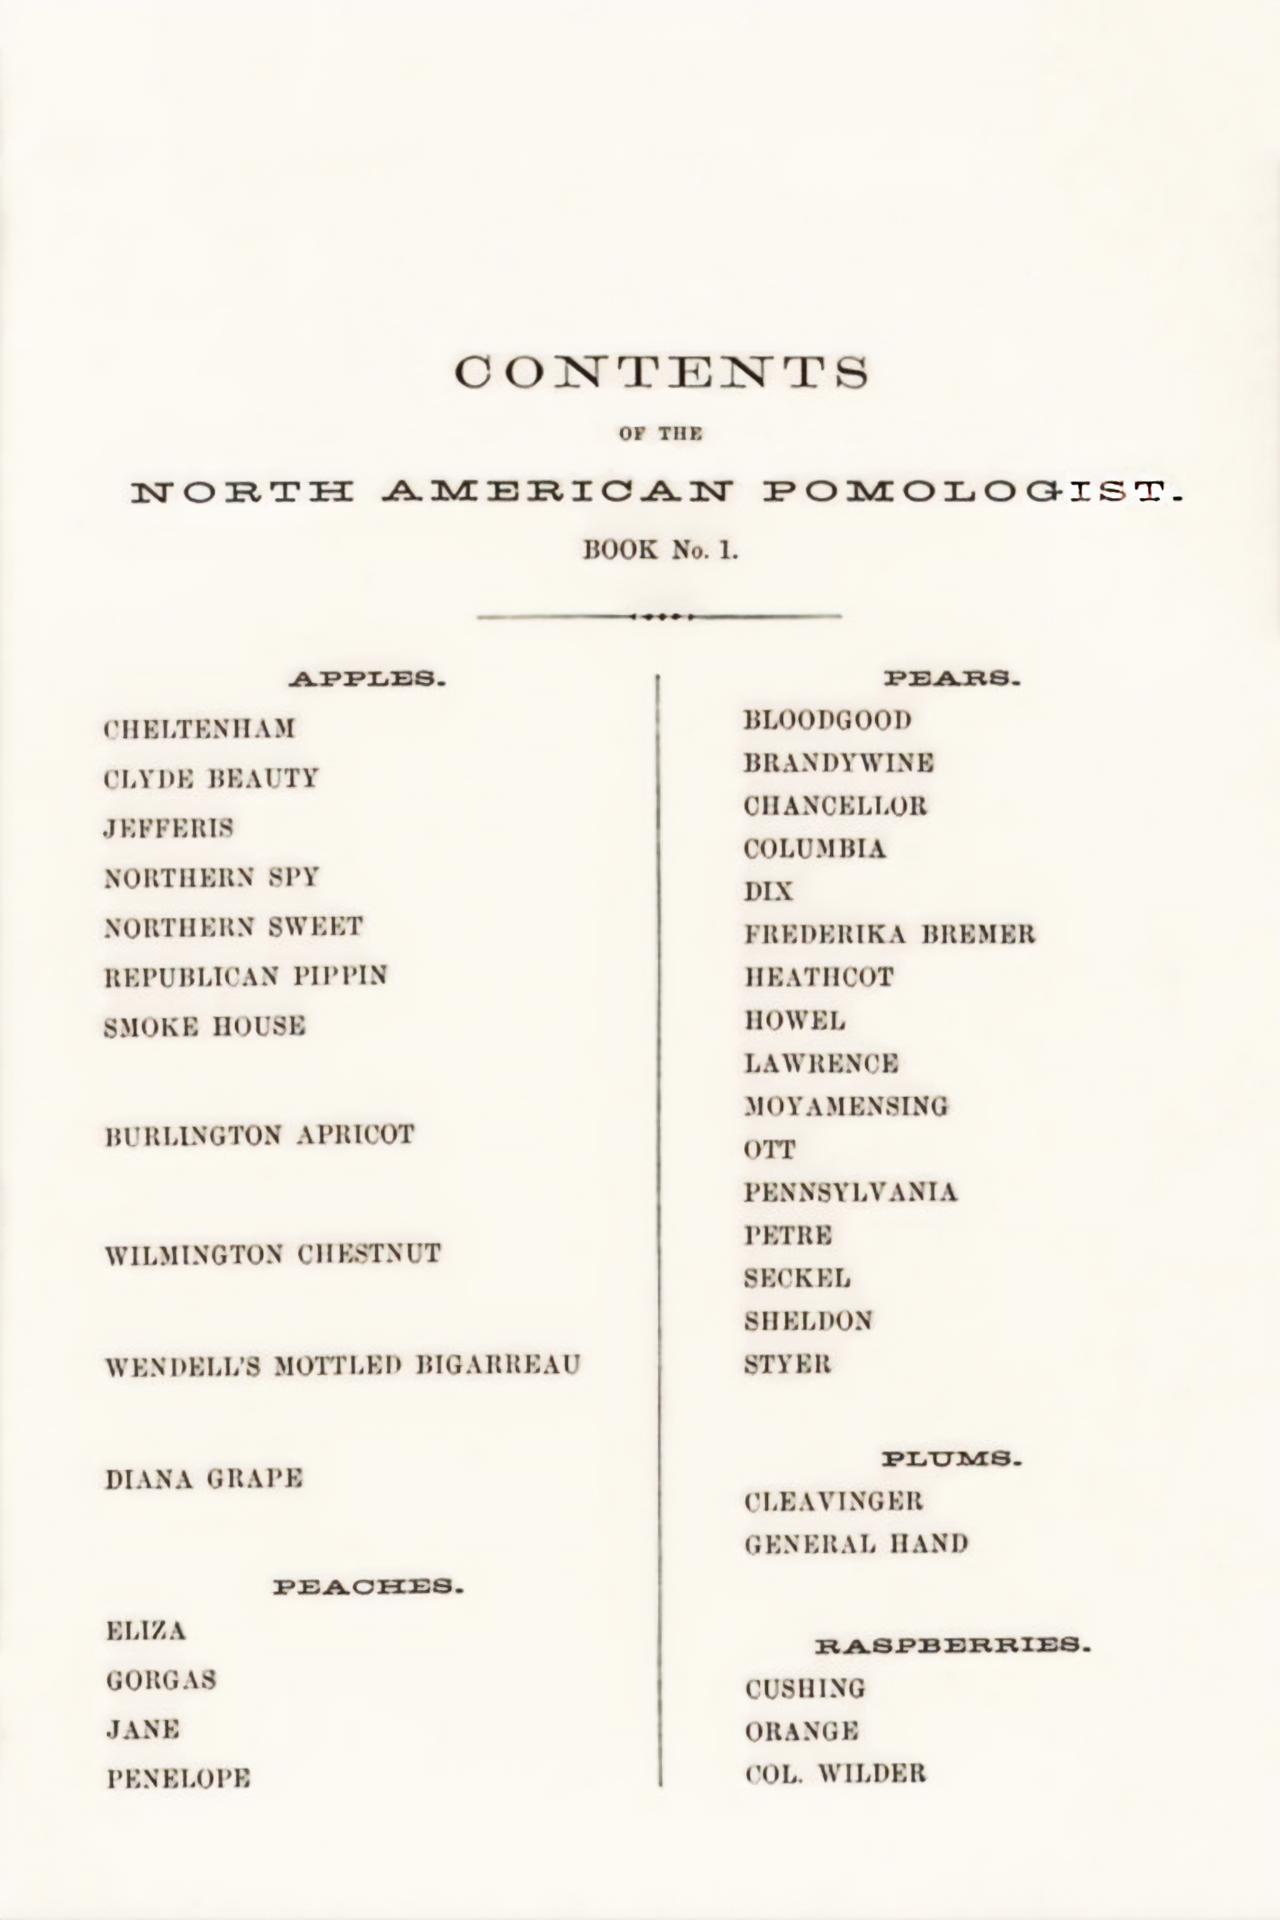 CONTENTS
OF THE
NORTH AMERICAN POMOLOGIST.
BOOK No. 1.
APPLES.
CHELTENHAM
CLYDE BEAUTY
JEFFERIS
NORTHERN SPY
NORTHERN SWEET
REPUBLICAN PIPPIN
SMOKE HOUSE
BURLINGTON APRICOT
WILMINGTON CHESTNUT
WENDELL'S MOTTLED BIGARREAU
DIANA GRAPE
PEACHES.
ELIZA
GORGAS
JANE
PENELOPE
PEARS.
BLOODGOOD
BRANDYWINE
CHANCELLOR
COLUMBIA
DIX
FREDERIKA BREMER
HEATHCOT
HOWEL
LAWRENCE
MOYAMENSING
OTT
PENNSYLVANIA
PETRE
SECKEL
SHELDON
STYER
PLUMS.
CLEAVINGER
GENERAL HAND
RASPBERRIES.
CUSHING
ORANGE
COL. WILDER